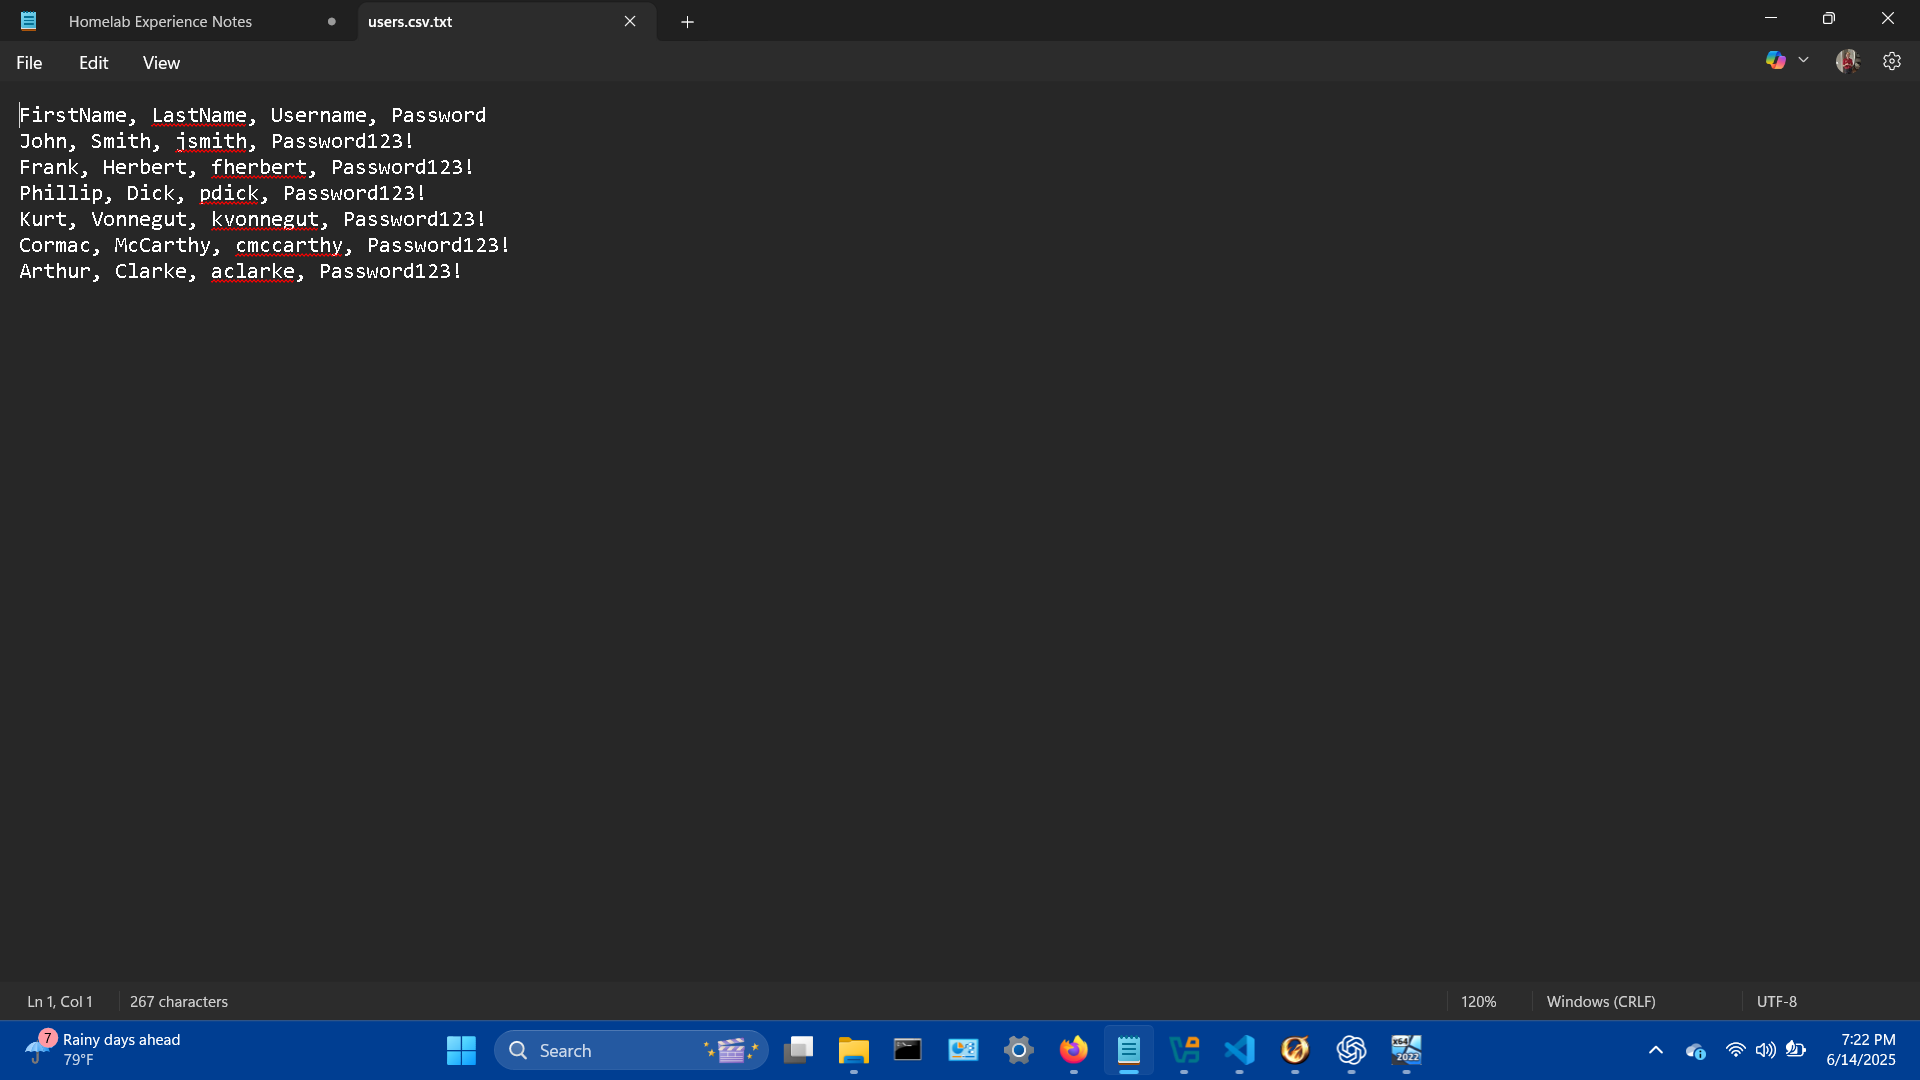 Homelab Experience Notes
users.csv.txt
File Edit View
FirstName, LastName, Username, Password
John, Smith, jsmith, Password123!
Frank, Herbert, fherbert, Password123!
Phillip, Dick, pdick, Password123!
Kurt, Vonnegut, kvonnegut, Password123!
Cormac, McCarthy, cmccarthy, Password123!
Arthur, Clarke, aclarke, Password123!
Ln 1, Col 1 267 characters 120% Windows (CRLF) UTF-8
7 Rainy days ahead
79°F
Search
x64
2022
7:22 PM
6/14/2025